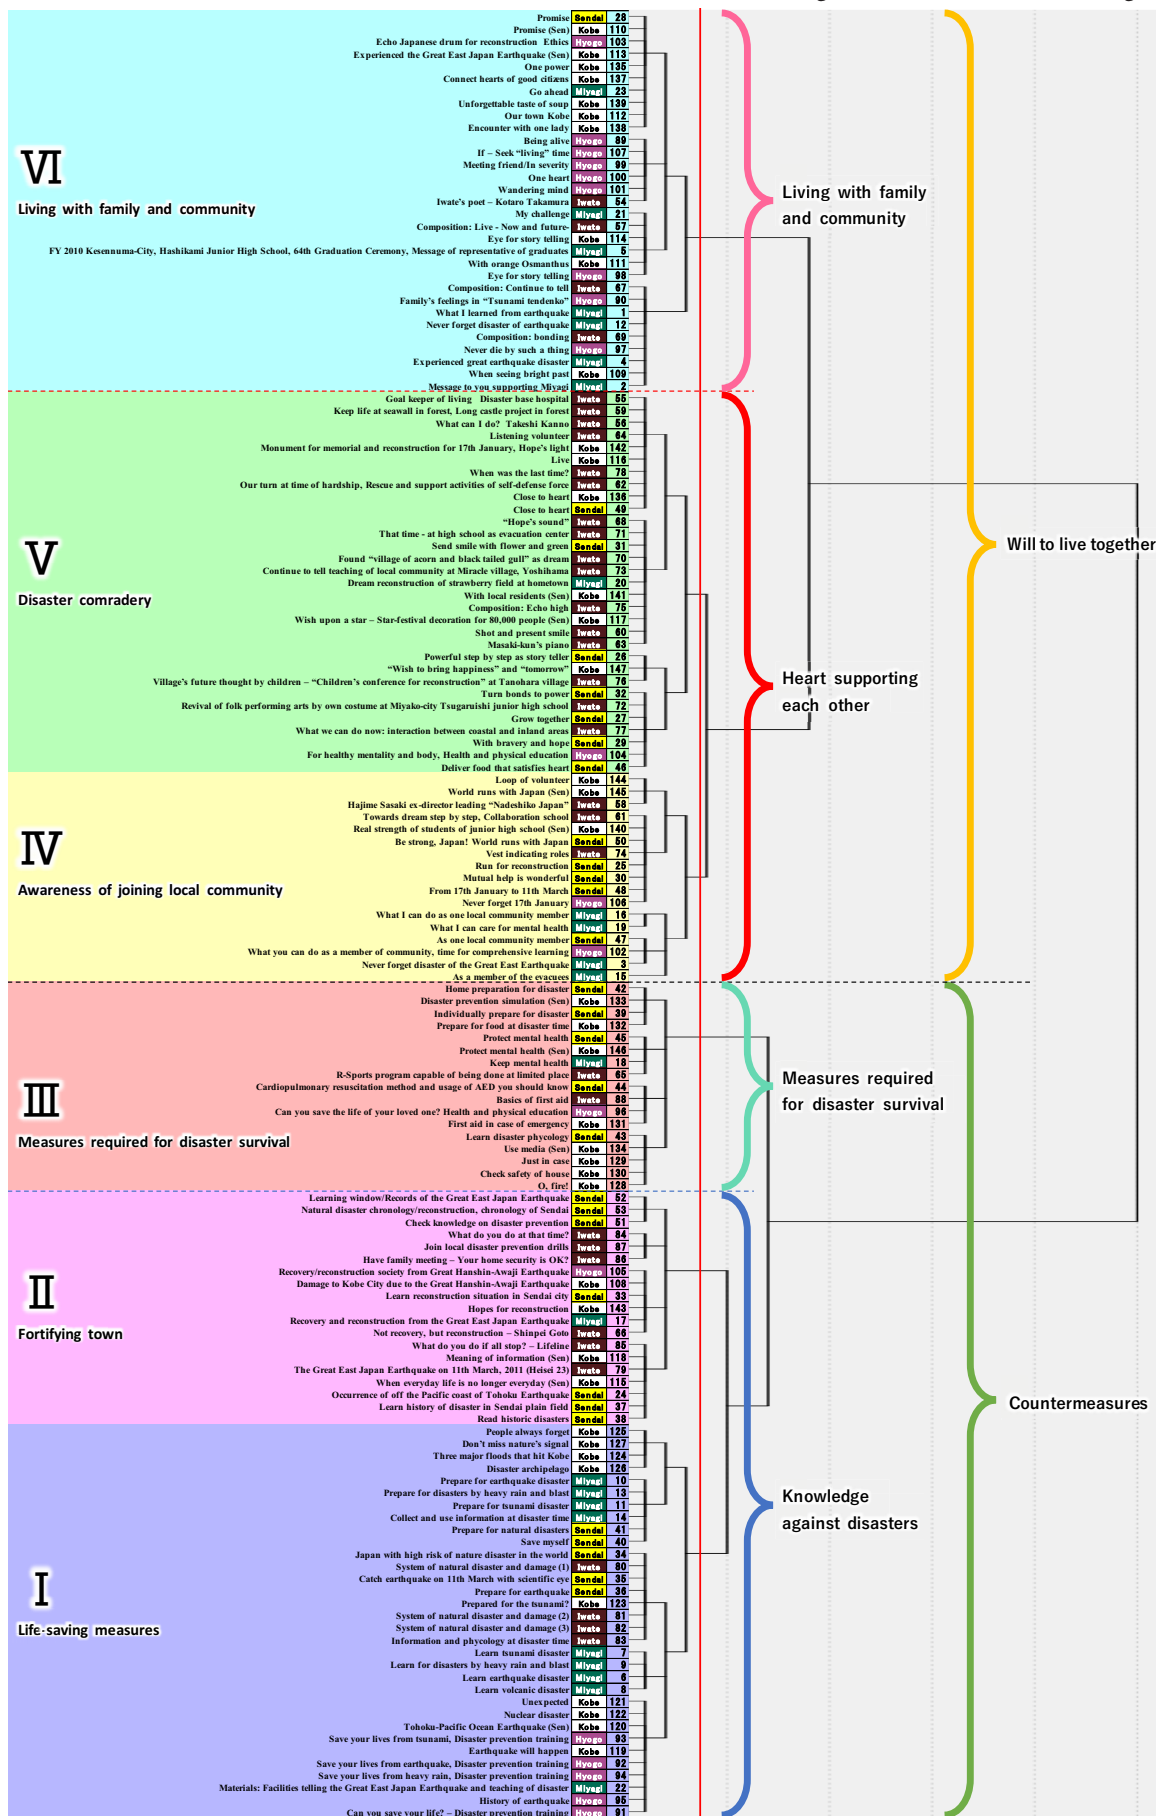 Promise Sendai 28
Promise (Sen) Kobe 110
Echo Japanese drum for reconstruction Ethics Hyogo 103
Experienced the Great East Japan Earthquake (Sen) Kobe 113
One power Kobe 135
Connect hearts of good citizens Kobe 137
Go ahead Miyagi 23
Unforgettable taste of soup Kobe 139
Our town Kobe Kobe 112
Encounter with one lady Kobe 138
Being alive Hyogo 89
If – Seek “living” time Hyogo 107
Meeting friend/In severity Hyogo 99
One heart Hyogo 100
Wandering mind Hyogo 101
Iwate's poet – Kotaro Takamura Iwate 54
My challenge Miyagi 21
Composition: Live - Now and future- Iwate 57
Eye for story telling Kobe 114
FY 2010 Kesennuma-City, Hashikami Junior High School, 64th Graduation Ceremony, Message of representative of graduates Miyagi 5
With orange Osmanthus Kobe 111
Eye for story telling Hyogo 98
Composition: Continue to tell Iwate 67
Family's feelings in “Tsunami tendenko” Hyogo 90
What I learned from earthquake Miyagi 1
Never forget disaster of earthquake Miyagi 12
Composition: bonding Iwate 69
Never die by such a thing Hyogo 97
Experienced great earthquake disaster Miyagi 4
When seeing bright past Kobe 109
Message to you supporting Miyagi Miyagi 2
VI
Living with family and community
Living with family
and community
Goal keeper of living Disaster base hospital Iwate 55
Keep life at seawall in forest, Long castle project in forest Iwate 59
What can I do? Takeshi Kanno Iwate 56
Listening volunteer Iwate 64
Monument for memorial and reconstruction for 17th January, Hope's light Kobe 142
Live Kobe 116
When was the last time? Iwate 78
Our turn at time of hardship, Rescue and support activities of self-defense force Iwate 62
Close to heart Kobe 136
Close to heart Sendai 49
“Hope's sound” Iwate 68
That time - at high school as evacuation center Iwate 71
Send smile with flower and green Sendai 31
Found “village of acorn and black tailed gull” as dream Iwate 70
Continue to tell teaching of local community at Miracle village, Yoshihama Iwate 73
Dream reconstruction of strawberry field at hometown Miyagi 20
With local residents (Sen) Kobe 141
Composition: Echo high Iwate 75
Wish upon a star – Star-festival decoration for 80,000 people (Sen) Kobe 117
Shot and present smile Iwate 60
Masaki-kun's piano Iwate 63
Powerful step by step as story teller Sendai 26
“Wish to bring happiness” and “tomorrow” Kobe 147
Village's future thought by children – “Children's conference for reconstruction” at Tanohara village Iwate 76
Turn bonds to power Sendai 32
Revival of folk performing arts by own costume at Miyako-city Tsugaruishi junior high school Iwate 72
Grow together Sendai 27
What we can do now: interaction between coastal and inland areas Iwate 77
With bravery and hope Sendai 29
For healthy mentality and body, Health and physical education Hyogo 104
Deliver food that satisfies heart Sendai 46
V
Disaster comradery
Will to live together
Heart supporting
each other
Loop of volunteer Kobe 144
World runs with Japan (Sen) Kobe 145
Hajime Sasaki ex-director leading “Nadeshiko Japan” Iwate 58
Towards dream step by step, Collaboration school Iwate 61
Real strength of students of junior high school (Sen) Kobe 140
Be strong, Japan! World runs with Japan Sendai 50
Vest indicating roles Iwate 74
Run for reconstruction Sendai 25
Mutual help is wonderful Sendai 30
From 17th January to 11th March Sendai 48
Never forget 17th January Hyogo 106
What I can do as one local community member Miyagi 16
What I can care for mental health Miyagi 19
As one local community member Sendai 47
What you can do as a member of community, time for comprehensive learning Hyogo 102
Never forget disaster of the Great East Earthquake Miyagi 3
As a member of the evacuees Miyagi 15
IV
Awareness of joining local community
Home preparation for disaster Sendai 42
Disaster prevention simulation (Sen) Kobe 133
Individually prepare for disaster Sendai 39
Prepare for food at disaster time Kobe 132
Protect mental health Sendai 45
Protect mental health (Sen) Kobe 146
Keep mental health Miyagi 18
R-Sports program capable of being done at limited place Iwate 65
Cardiopulmonary resuscitation method and usage of AED you should know Sendai 44
Basics of first aid Iwate 88
Can you save the life of your loved one? Health and physical education Hyogo 96
First aid in case of emergency Kobe 131
Learn disaster phycology Sendai 43
Use media (Sen) Kobe 134
Just in case Kobe 129
Check safety of house Kobe 130
O, fire! Kobe 128
III
Measures required for disaster survival
Measures required
for disaster survival
Learning window/Records of the Great East Japan Earthquake Sendai 52
Natural disaster chronology/reconstruction, chronology of Sendai Sendai 53
Check knowledge on disaster prevention Sendai 51
What do you do at that time? Iwate 84
Join local disaster prevention drills Iwate 87
Have family meeting – Your home security is OK? Iwate 86
Recovery/reconstruction society from Great Hanshin-Awaji Earthquake Hyogo 105
Damage to Kobe City due to the Great Hanshin-Awaji Earthquake Kobe 108
Learn reconstruction situation in Sendai city Sendai 33
Hopes for reconstruction Kobe 143
Recovery and reconstruction from the Great East Japan Earthquake Miyagi 17
Not recovery, but reconstruction – Shinpei Goto Iwate 66
What do you do if all stop? – Lifeline Iwate 85
Meaning of information (Sen) Kobe 118
The Great East Japan Earthquake on 11th March, 2011 (Heisei 23) Iwate 79
When everyday life is no longer everyday (Sen) Kobe 115
Occurrence of off the Pacific coast of Tohoku Earthquake Sendai 24
Learn history of disaster in Sendai plain field Sendai 37
Read historic disasters Sendai 38
II
Fortifying town
Countermeasures
People always forget Kobe 125
Don't miss nature's signal Kobe 127
Three major floods that hit Kobe Kobe 124
Disaster archipelago Kobe 126
Prepare for earthquake disaster Miyagi 10
Prepare for disasters by heavy rain and blast Miyagi 13
Prepare for tsunami disaster Miyagi 11
Collect and use information at disaster time Miyagi 14
Prepare for natural disasters Sendai 41
Save myself Sendai 40
Japan with high risk of nature disaster in the world Sendai 34
System of natural disaster and damage (1) Iwate 80
Catch earthquake on 11th March with scientific eye Sendai 35
Prepare for earthquake Sendai 36
Prepared for the tsunami? Kobe 123
System of natural disaster and damage (2) Iwate 81
System of natural disaster and damage (3) Iwate 82
Information and phycology at disaster time Iwate 83
Learn tsunami disaster Miyagi 7
Learn for disasters by heavy rain and blast Miyagi 9
Learn earthquake disaster Miyagi 6
Learn volcanic disaster Miyagi 8
Unexpected Kobe 121
Nuclear disaster Kobe 122
Tohoku-Pacific Ocean Earthquake (Sen) Kobe 120
Save your lives from tsunami, Disaster prevention training Hyogo 93
Earthquake will happen Kobe 119
Save your lives from earthquake, Disaster prevention training Hyogo 92
Save your lives from heavy rain, Disaster prevention training Hyogo 94
Materials: Facilities telling the Great East Japan Earthquake and teaching of disaster Miyagi 22
History of earthquake Hyogo 95
Can you save your life? – Disaster prevention training Hyogo 91
I
Life-saving measures
Knowledge
against disasters